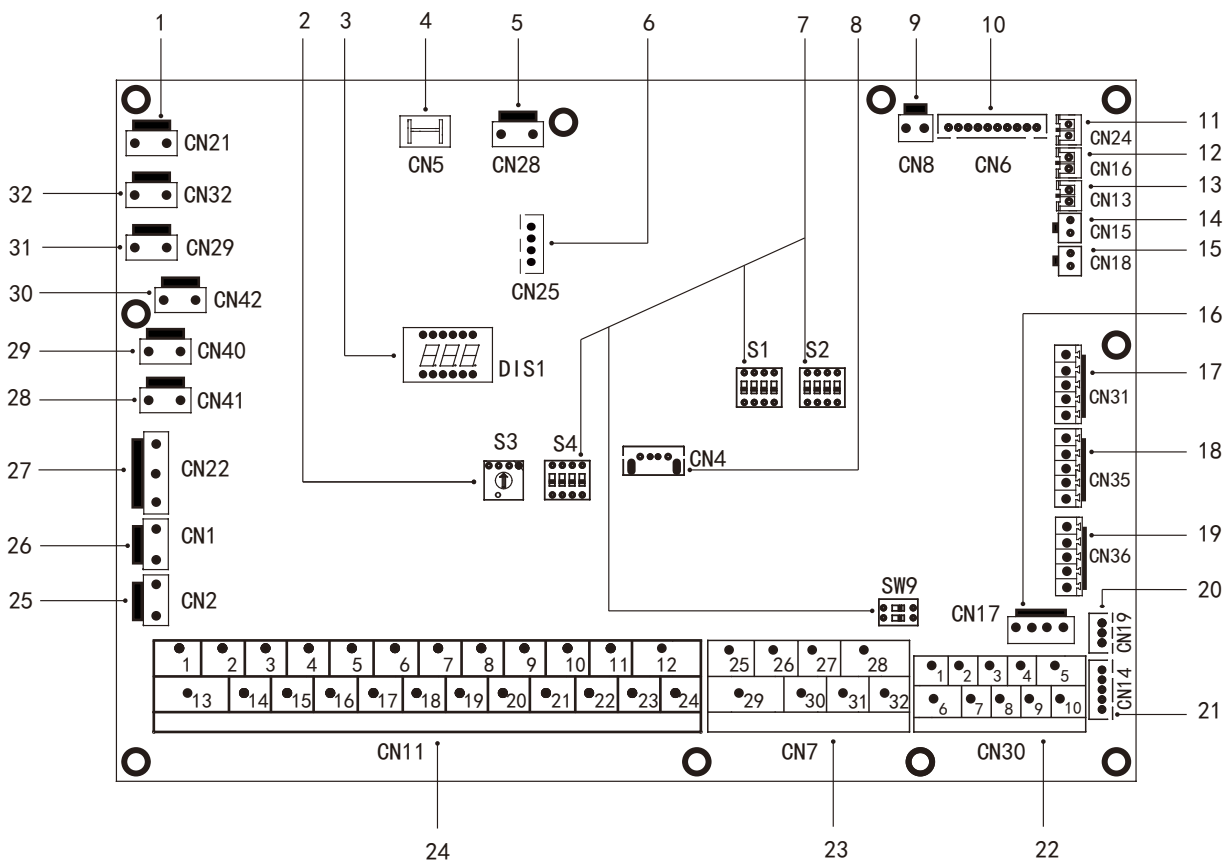 1 2 3 4 5 6 7 8 9 10
CN21 CN5 CN28 CN8 CN6 CN24 11
CN16 12
32 CN32 CN13 13
31 CN29 CN15 14
CN25 CN18 15
30 CN42
16
29 CN40 DIS1 S1 S2
28 CN41 CN31 17
27 CN22 S3 S4 CN4 CN35 18
26 CN1 CN36 19
25 CN2 SW9 CN17 CN19 20
1 2 3 4 5 6 7 8 9 10 11 12 25 26 27 28 1 2 3 4 5
13 14 15 16 17 18 19 20 21 22 23 24 29 30 31 32 6 7 8 9 10 CN14 21
CN11 CN7 CN30
24 23 22